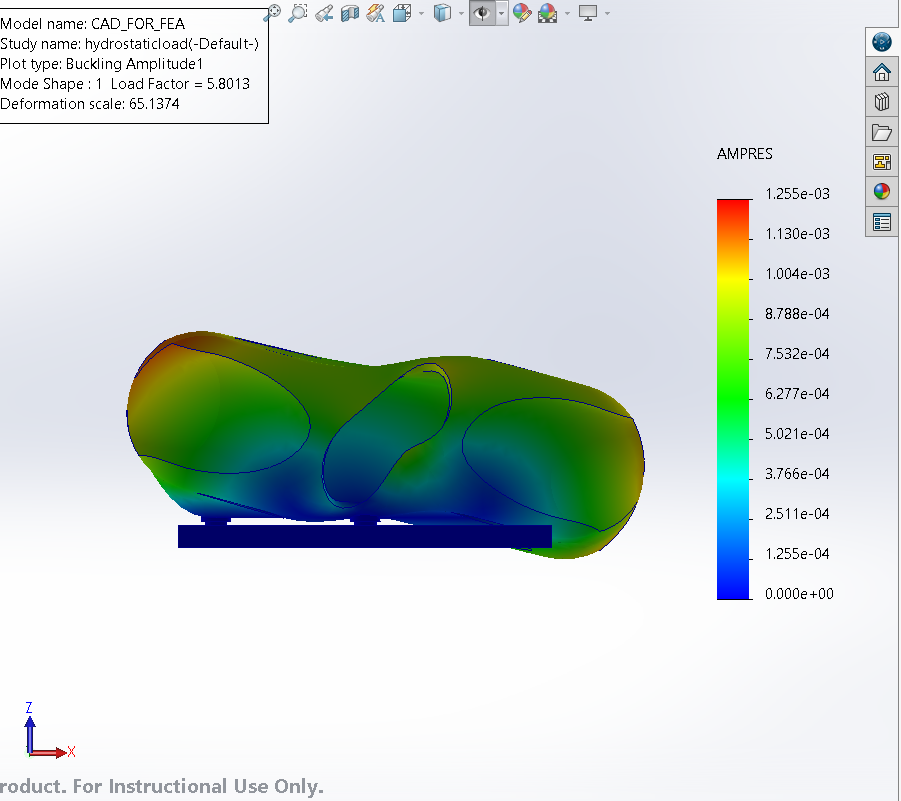 Model name: CAD_FOR_FEA
Study name: hydrostaticload(-Default-)
Plot type: Buckling Amplitude1
Mode Shape : 1 Load Factor = 5.8013
Deformation scale: 65.1374
AMPRES
1.255e-03
1.130e-03
1.004e-03
8.788e-04
7.532e-04
6.277e-04
5.021e-04
3.766e-04
2.511e-04
1.255e-04
0.000e+00
Z
X
roduct. For Instructional Use Only.